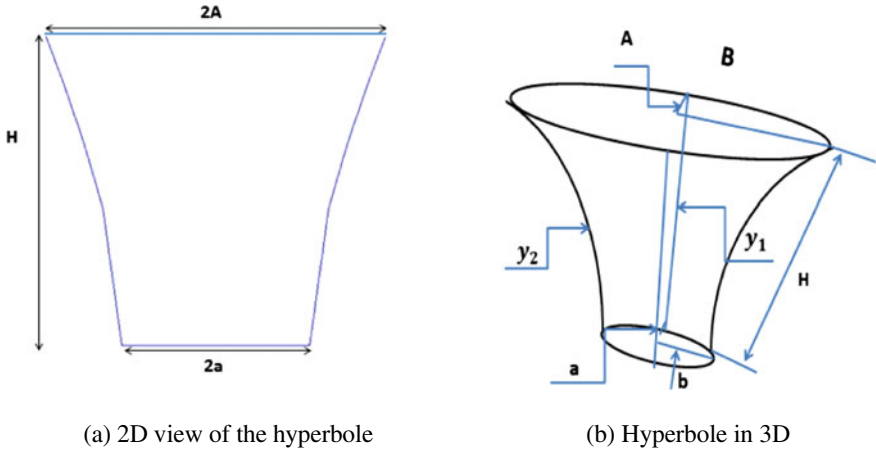 2A
H
2a
(a) 2D view of the hyperbole
A
B
y₂
y₁
H
a
b
(b) Hyperbole in 3D